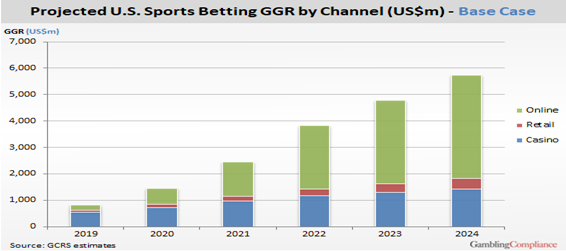 Projected U.S. Sports Betting GGR by Channel (US$m) - Base Case
GGR (US$m)
7,000
6,000
5,000
4,000
3,000
2,000
1,000
0
Online
Retail
Casino
2019 2020 2021 2022 2023 2024
Source: GCRS estimates
GamblingCompliance